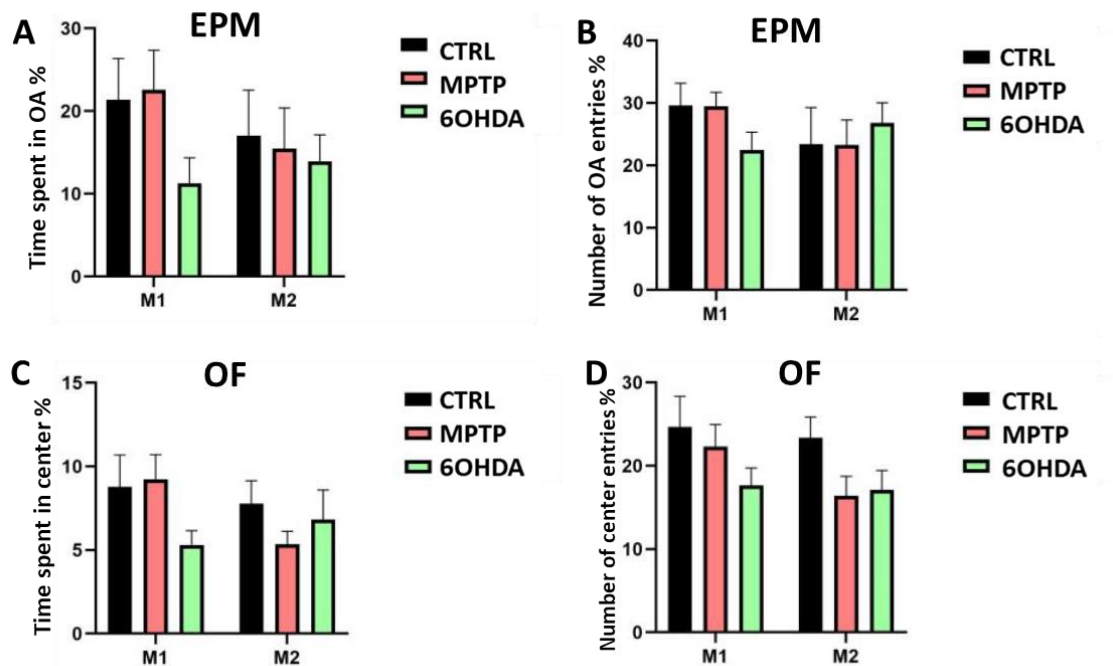 A
EPM
Time spent in OA %
30
20
10
0
M1
M2
CTRL
MPTP
6OHDA
B
EPM
Number of OA entries %
40
30
20
10
0
M1
M2
CTRL
MPTP
6OHDA
C
OF
Time spent in center %
15
10
5
0
M1
M2
CTRL
MPTP
6OHDA
D
OF
Number of center entries %
30
20
10
0
M1
M2
CTRL
MPTP
6OHDA